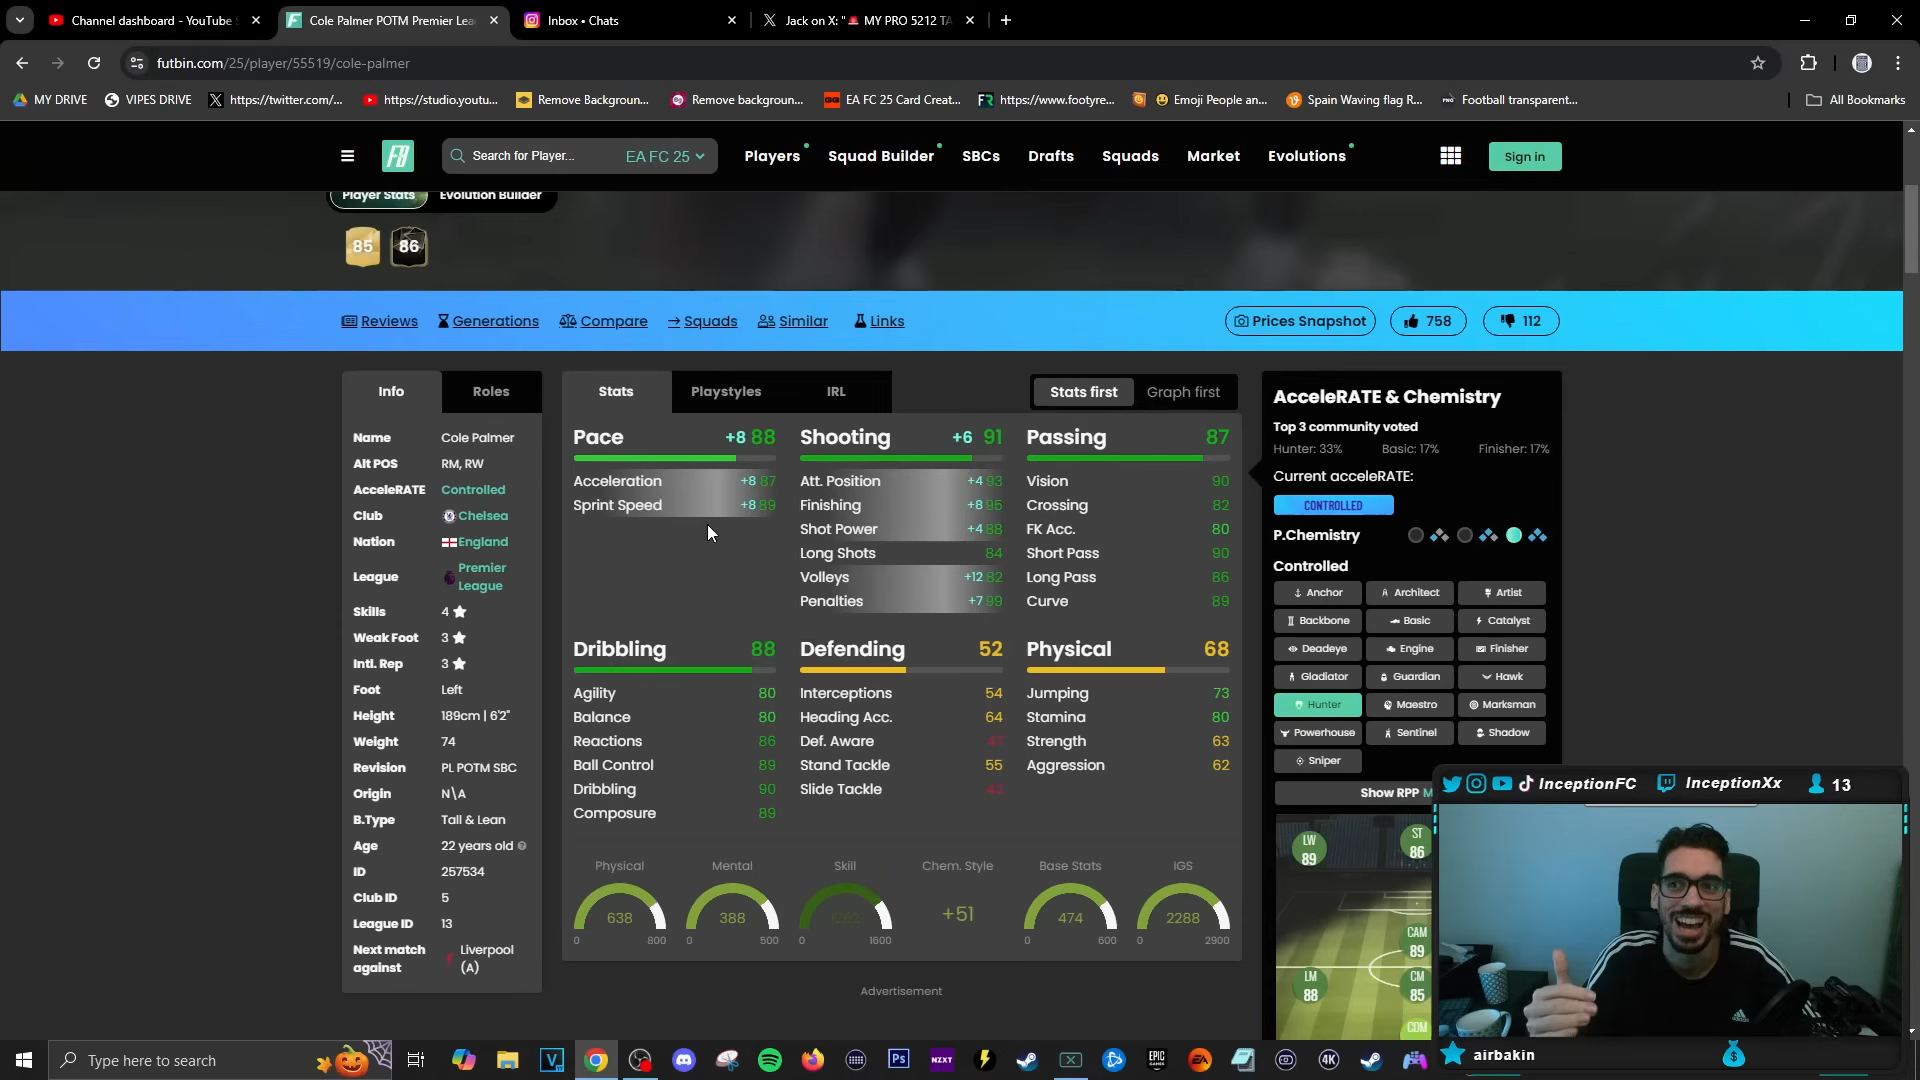 Channel dashboard - YouTube
Cole Palmer POTM Premier Lea
Inbox • Chats
Jack on X: "🚨 MY PRO 5212 TA
futbin.com/25/player/55519/cole-palmer
MY DRIVE
VIPES DRIVE
https://twitter.com/...
https://studio.youtu...
Remove Backgroun...
Remove backgroun...
EA FC 25 Card Creat...
https://www.footyre...
Emoji People an...
Spain Waving flag R...
Football transparent...
All Bookmarks
Search for Player...
EA FC 25
Players
Squad Builder
SBCs
Drafts
Squads
Market
Evolutions
Sign in
Player Stats
Evolution Builder
85
86
Reviews
Generations
Compare
Squads
Similar
Links
Prices Snapshot
758
112
Info
Roles
Name Cole Palmer
Alt POS RM, RW
AcceleRATE Controlled
Club Chelsea
Nation England
League Premier
League
Skills 4
Weak Foot 3
Intl. Rep 3
Foot Left
Height 189cm | 6'2"
Weight 74
Revision PL POTM SBC
Origin N\A
B.Type Tall & Lean
Age 22 years old
ID 257534
Club ID 5
League ID 13
Next match
against
Liverpool
(A)
Stats
Playstyles
IRL
Stats first
Graph first
Pace +8 88
Acceleration +8 87
Sprint Speed +8 89
Shooting +6 91
Att. Position +4 93
Finishing +8 95
Shot Power +4 88
Long Shots 84
Volleys +12 82
Penalties +7 99
Passing 87
Vision 90
Crossing 82
FK Acc. 80
Short Pass 90
Long Pass 86
Curve 89
Dribbling 88
Agility 80
Balance 80
Reactions 86
Ball Control 89
Dribbling 90
Composure 89
Defending 52
Interceptions 54
Heading Acc. 64
Def. Aware
Stand Tackle 55
Slide Tackle
Physical 68
Jumping 73
Stamina 80
Strength 63
Aggression 62
Physical
638
0 800
Mental
388
0 500
Skill
0 1600
Chem. Style
+51
Base Stats
474
0 600
IGS
2288
0 2900
Advertisement
AcceleRATE & Chemistry
Top 3 community voted
Hunter: 33% Basic: 17% Finisher: 17%
Current acceleRATE:
CONTROLLED
P.Chemistry
Controlled
Anchor
Architect
Artist
Backbone
Basic
Catalyst
Deadeye
Engine
Finisher
Gladiator
Guardian
Hawk
Hunter
Maestro
Marksman
Powerhouse
Sentinel
Shadow
Sniper
Show RPP M
LW
89
ST
86
CAM
89
LM
88
CM
85
CDM
InceptionFC
InceptionXx
13
airbakin
Type here to search